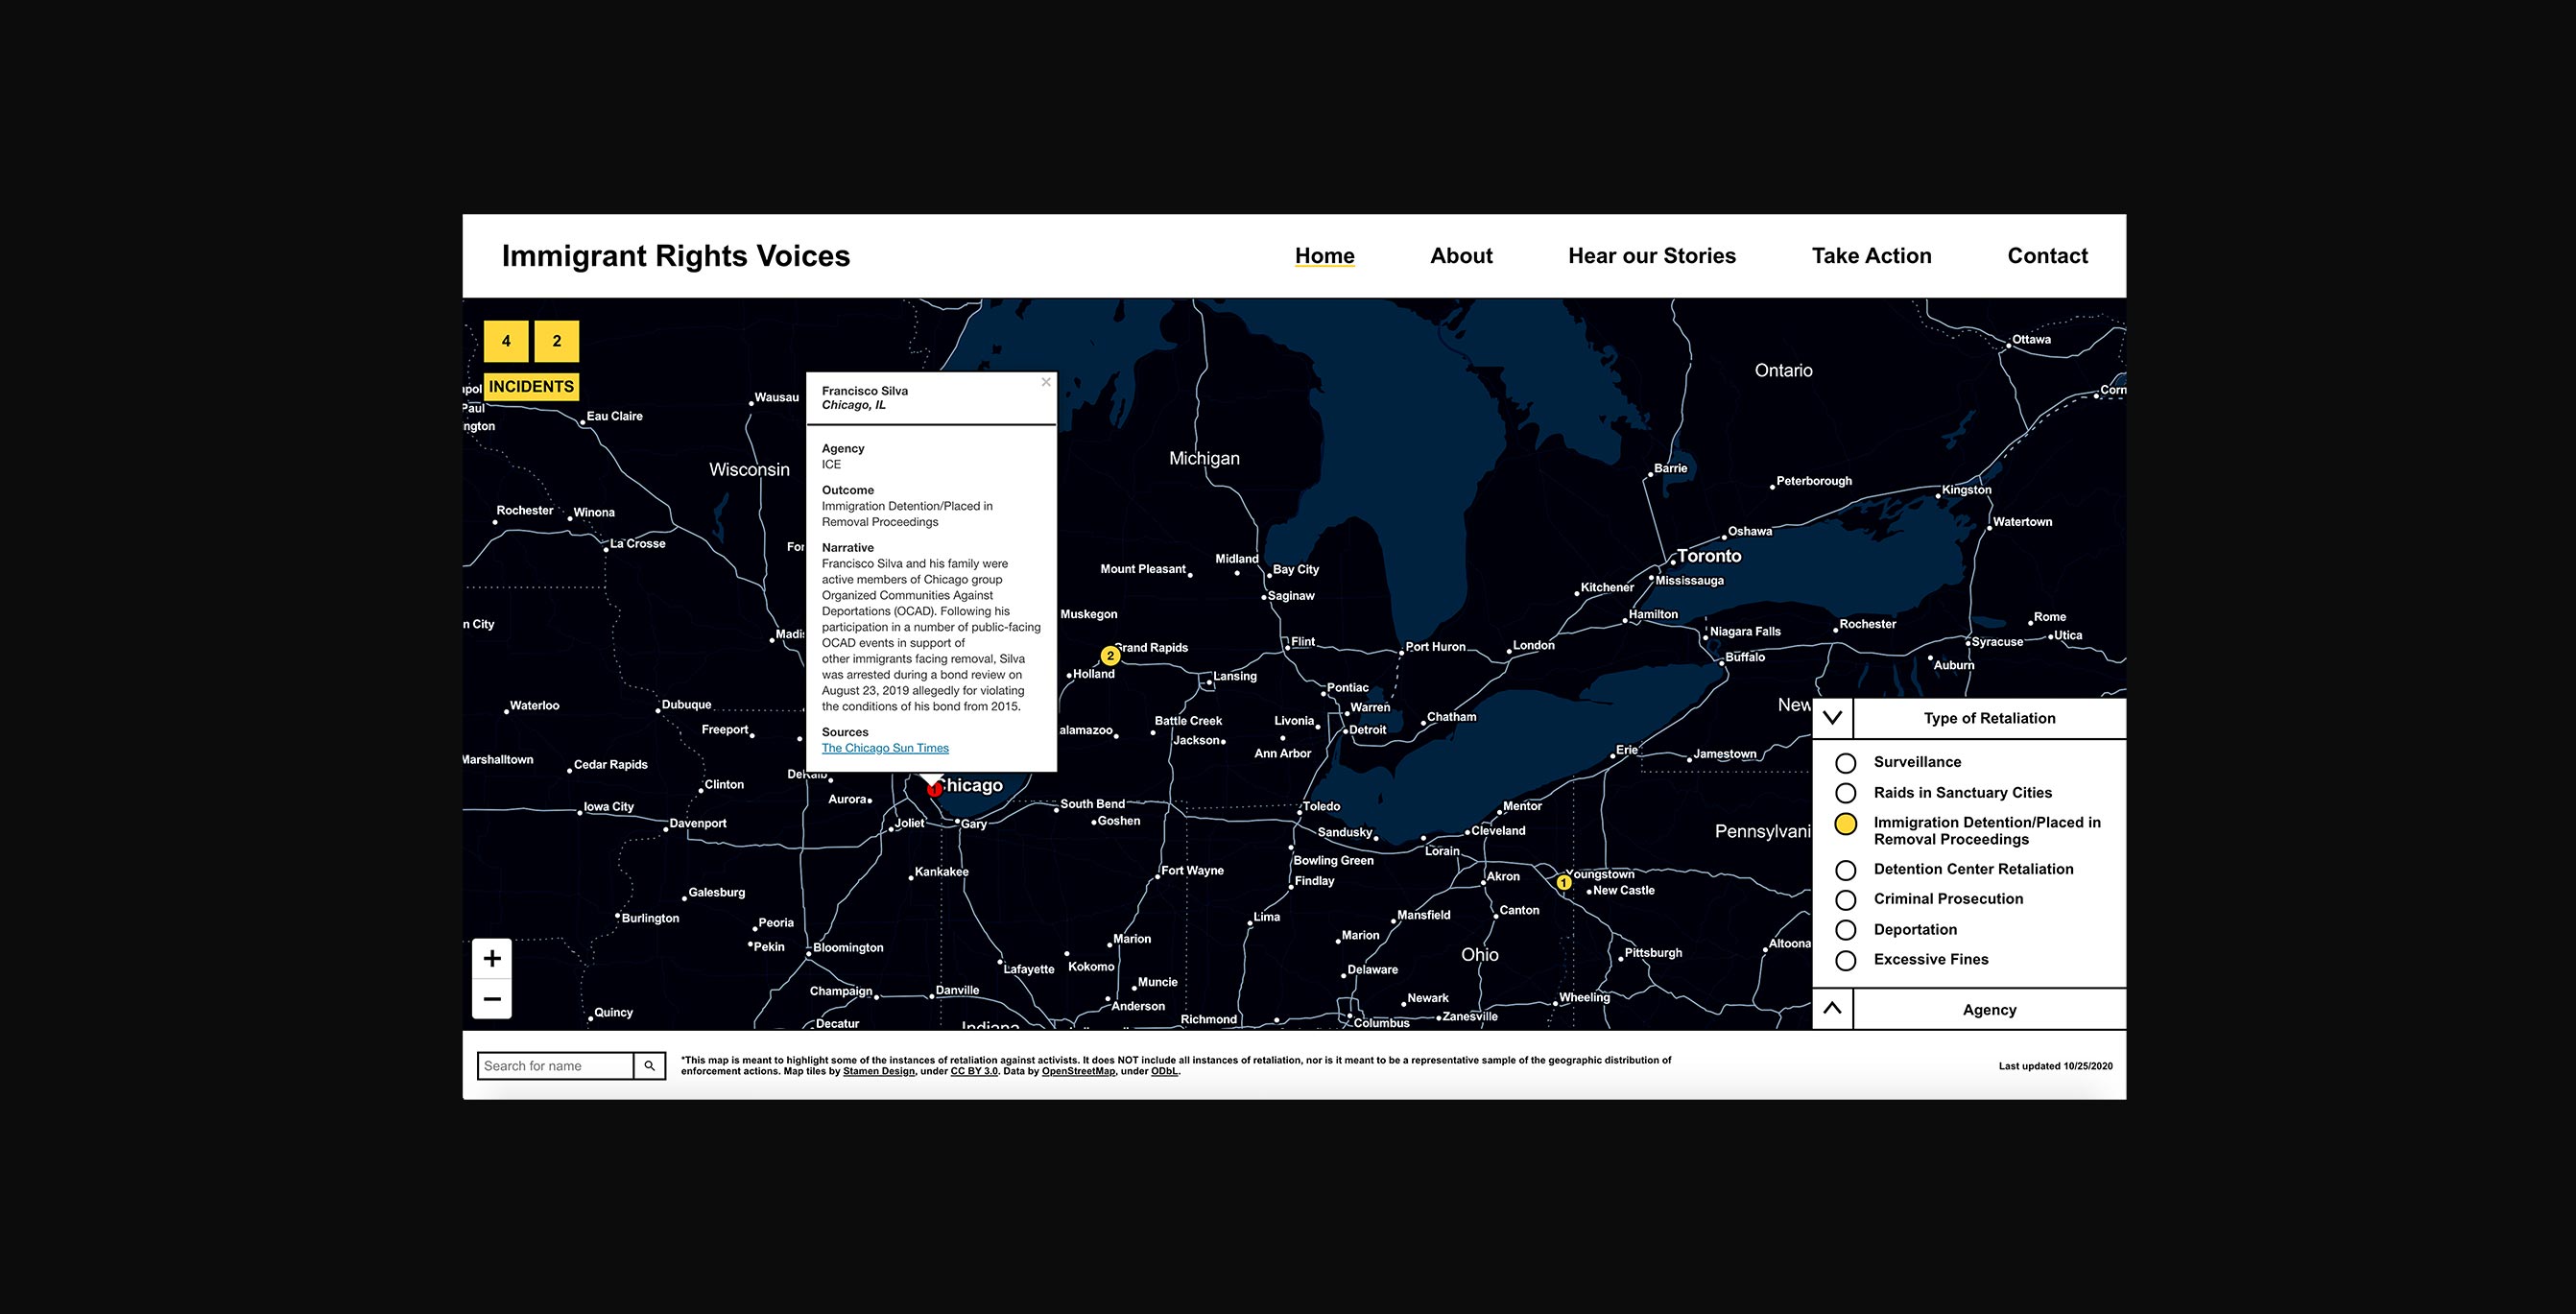 Immigrant Rights Voices
Home
About
Hear our Stories
Take Action
Contact
4 2
INCIDENTS
Paul
Eau Claire
Wausau
Wisconsin
Rochester
Winona
La Crosse
Waterloo
Dubuque
Freeport
Marshalltown
Cedar Rapids
Clinton
Iowa City
Davenport
Aurora
Joliet
Gary
Chicago
1
Kankakee
Galesburg
Burlington
Peoria
Pekin
Bloomington
Champaign
Danville
Decatur
Quincy
Lafayette
Indiana
Francisco Silva
Chicago, IL
×
Agency
ICE
Outcome
Immigration Detention/Placed in
Removal Proceedings
Narrative
Francisco Silva and his family were
active members of Chicago group
Organized Communities Against
Deportations (OCAD). Following his
participation in a number of public-facing
OCAD events in support of
other immigrants facing removal, Silva
was arrested during a bond review on
August 23, 2019 allegedly for violating
the conditions of his bond from 2015.
Sources
The Chicago Sun Times
Michigan
Mount Pleasant
Midland
Bay City
Saginaw
Muskegon
2
Grand Rapids
Holland
Flint
Lansing
Port Huron
Pontiac
Warren
Battle Creek
Livonia
Jackson
Detroit
Ann Arbor
Chatham
London
South Bend
Goshen
Toledo
Sandusky
Mentor
Cleveland
Lorain
Bowling Green
Findlay
Fort Wayne
Akron
1
Youngstown
New Castle
Canton
Lima
Mansfield
Marion
Marion
Kokomo
Ohio
Pittsburgh
Muncie
Delaware
Anderson
Newark
Wheeling
Richmond
Columbus
Zanesville
Altoona
Ontario
Ottawa
Barrie
Peterborough
Kingston
Watertown
Oshawa
Toronto
Mississauga
Kitchener
Hamilton
Niagara Falls
Rochester
Rome
Utica
Syracuse
Buffalo
Auburn
New
Erie
Jamestown
Pennsylvani
Type of Retaliation
Surveillance
Raids in Sanctuary Cities
Immigration Detention/Placed in
Removal Proceedings
Detention Center Retaliation
Criminal Prosecution
Deportation
Excessive Fines
Agency
+
−
Search for name
*This map is meant to highlight some of the instances of retaliation against activists. It does NOT include all instances of retaliation, nor is it meant to be a representative sample of the geographic distribution of
enforcement actions. Map tiles by Stamen Design, under CC BY 3.0. Data by OpenStreetMap, under ODbL.
Last updated 10/25/2020